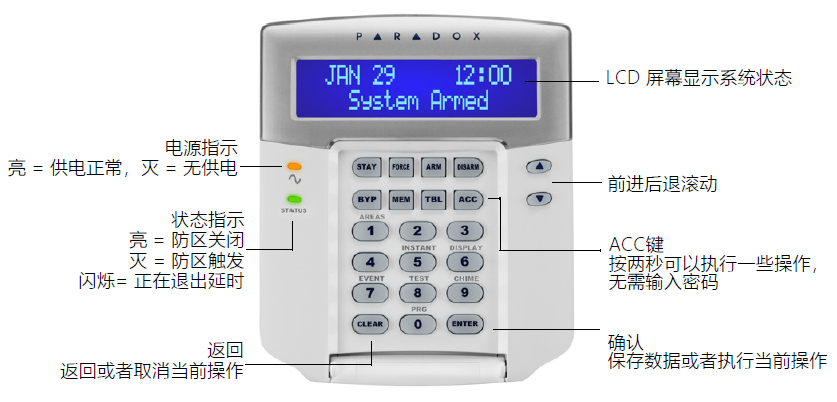 PARADOX
JAN 29 12:00
System Armed
LCD 屏幕显示系统状态
电源指示
亮 = 供电正常，灭 = 无供电
STATUS
状态指示
亮 = 防区关闭
灭 = 防区触发
闪烁= 正在退出延时
STAY FORCE ARM DISARM
BYP MEM TBL ACC
AREAS
1 2 3
INSTANT DISPLAY
4 5 6
EVENT TEST CHIME
7 8 9
PRG
CLEAR 0 ENTER
前进后退滚动
ACC键
按两秒可以执行一些操作，
无需输入密码
返回
返回或者取消当前操作
确认
保存数据或者执行当前操作